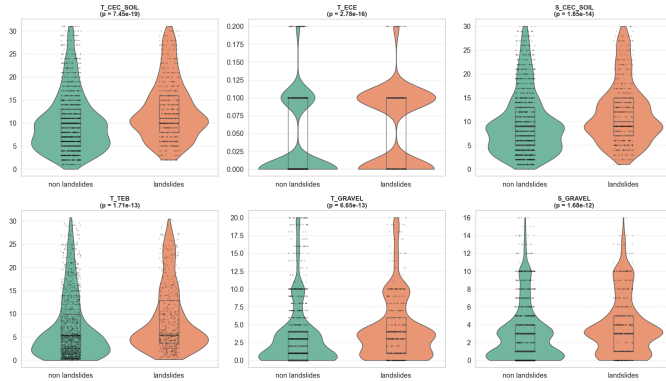 T_CEC_SOIL
(p = 7.45e-19)
30
25
20
15
10
5
0
non landslides landslides
T_ECE
(p = 2.78e-16)
0.200
0.175
0.150
0.125
0.100
0.075
0.050
0.025
0.000
non landslides landslides
S_CEC_SOIL
(p = 1.85e-14)
30
25
20
15
10
5
0
non landslides landslides
T_TEB
(p = 1.71e-13)
30
25
20
15
10
5
0
non landslides landslides
T_GRAVEL
(p = 6.65e-13)
20.0
17.5
15.0
12.5
10.0
7.5
5.0
2.5
0.0
non landslides landslides
S_GRAVEL
(p = 1.68e-12)
16
14
12
10
8
6
4
2
0
non landslides landslides